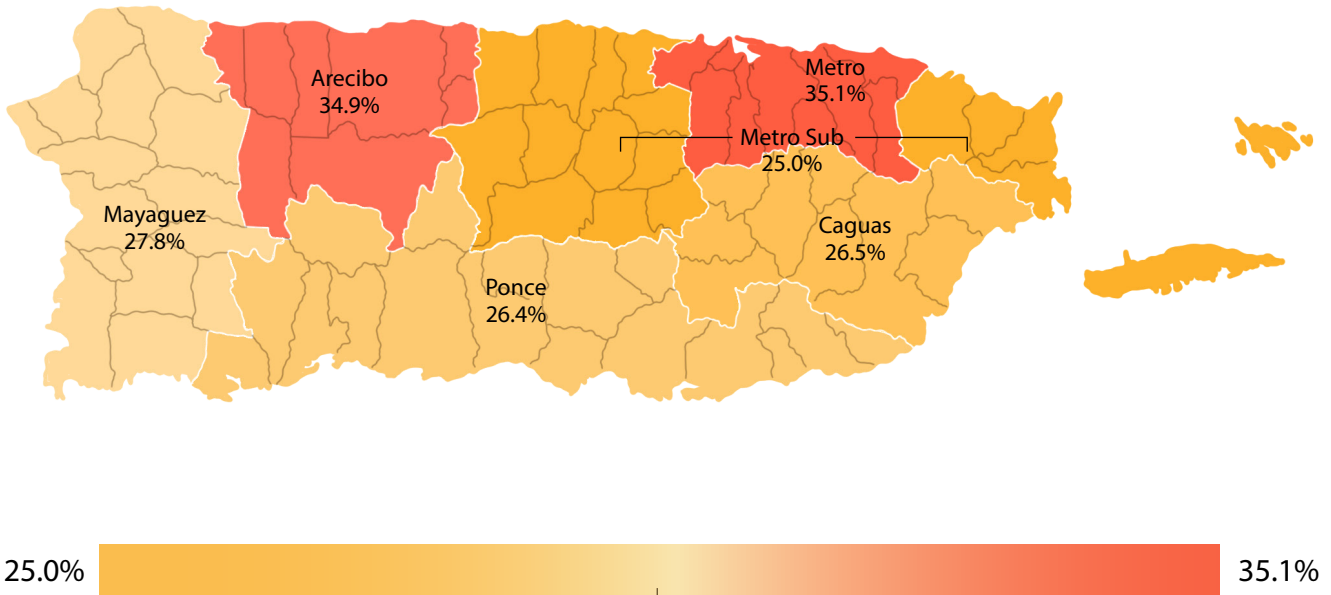 Arecibo
34.9%
Metro
35.1%
Metro Sub
25.0%
Mayaguez
27.8%
Caguas
26.5%
Ponce
26.4%
25.0%
35.1%